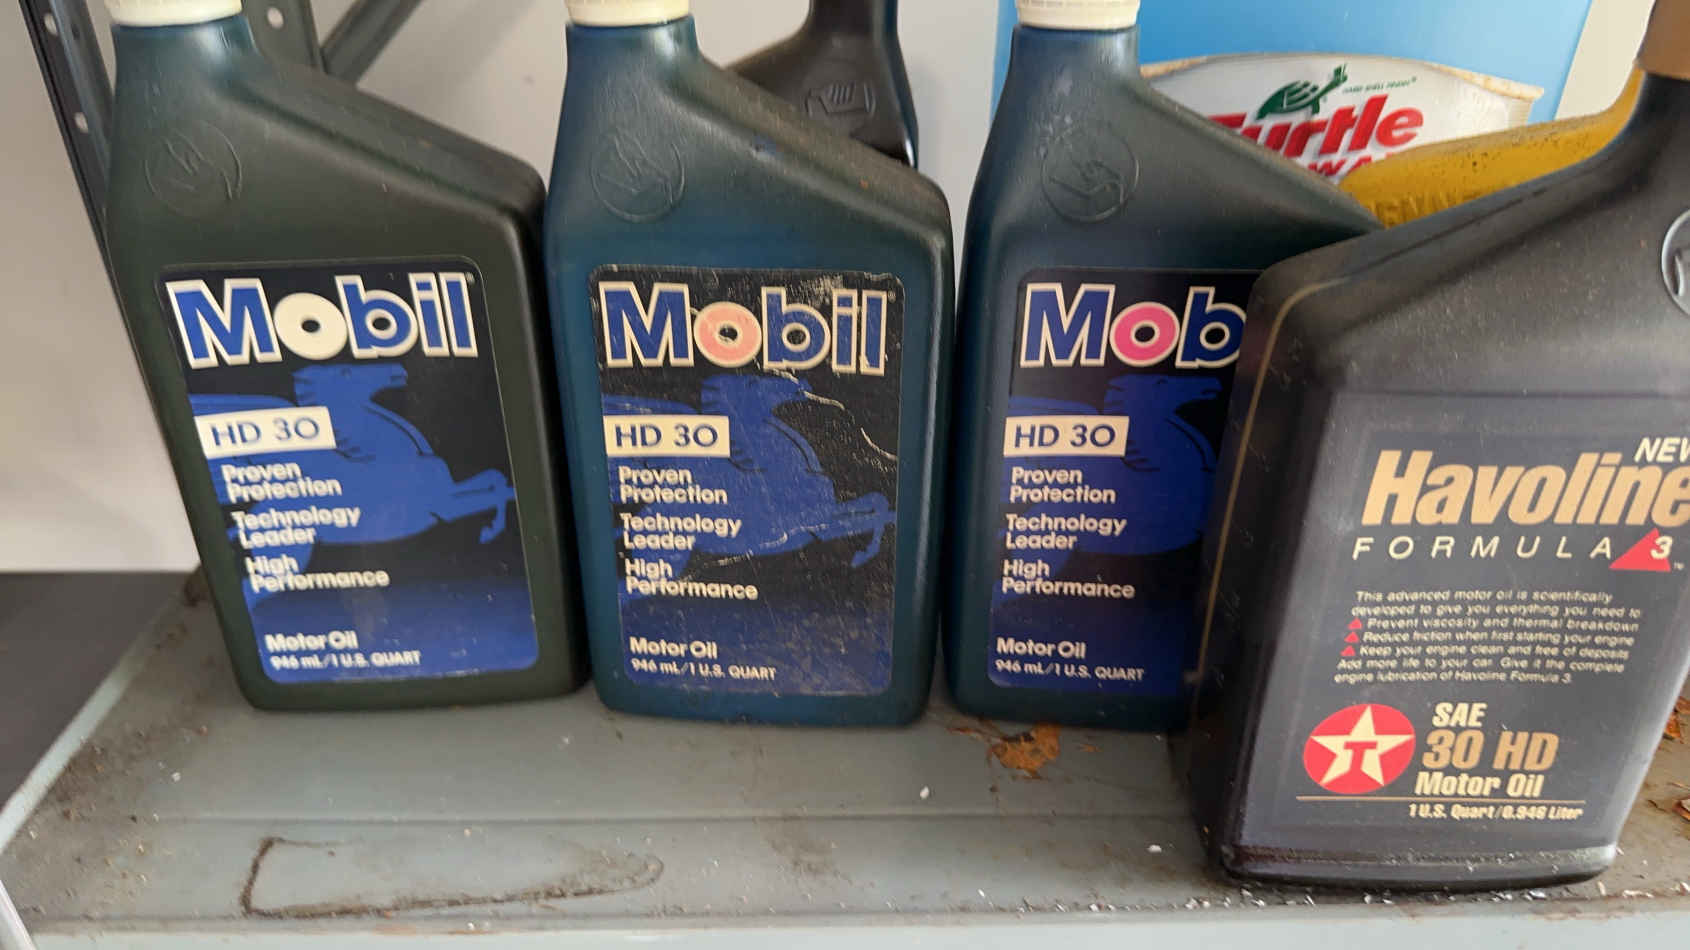 Mobil
HD 30
Proven
Protection
Technology
Leader
High
Performance
Motor Oil
946 mL/1 U.S. QUART
Mobil
HD 30
Proven
Protection
Technology
Leader
High
Performance
Motor Oil
946 mL/1 U.S. QUART
Mob
HD 30
Proven
Protection
Technology
Leader
High
Performance
Motor Oil
946 mL/1 U.S. QUART
Turtle
WA
NEW
Havoline
FORMULA 3
This advanced motor oil is scientifically
developed to give you everything you need to
Prevent viscosity and thermal breakdown
Reduce friction when first starting your engine
Keep your engine clean and free of deposits
Add more life to your car. Give it the complete
engine lubrication of Havoline Formula 3.
T
SAE
30 HD
Motor Oil
1 U.S. Quart/0.946 Liter